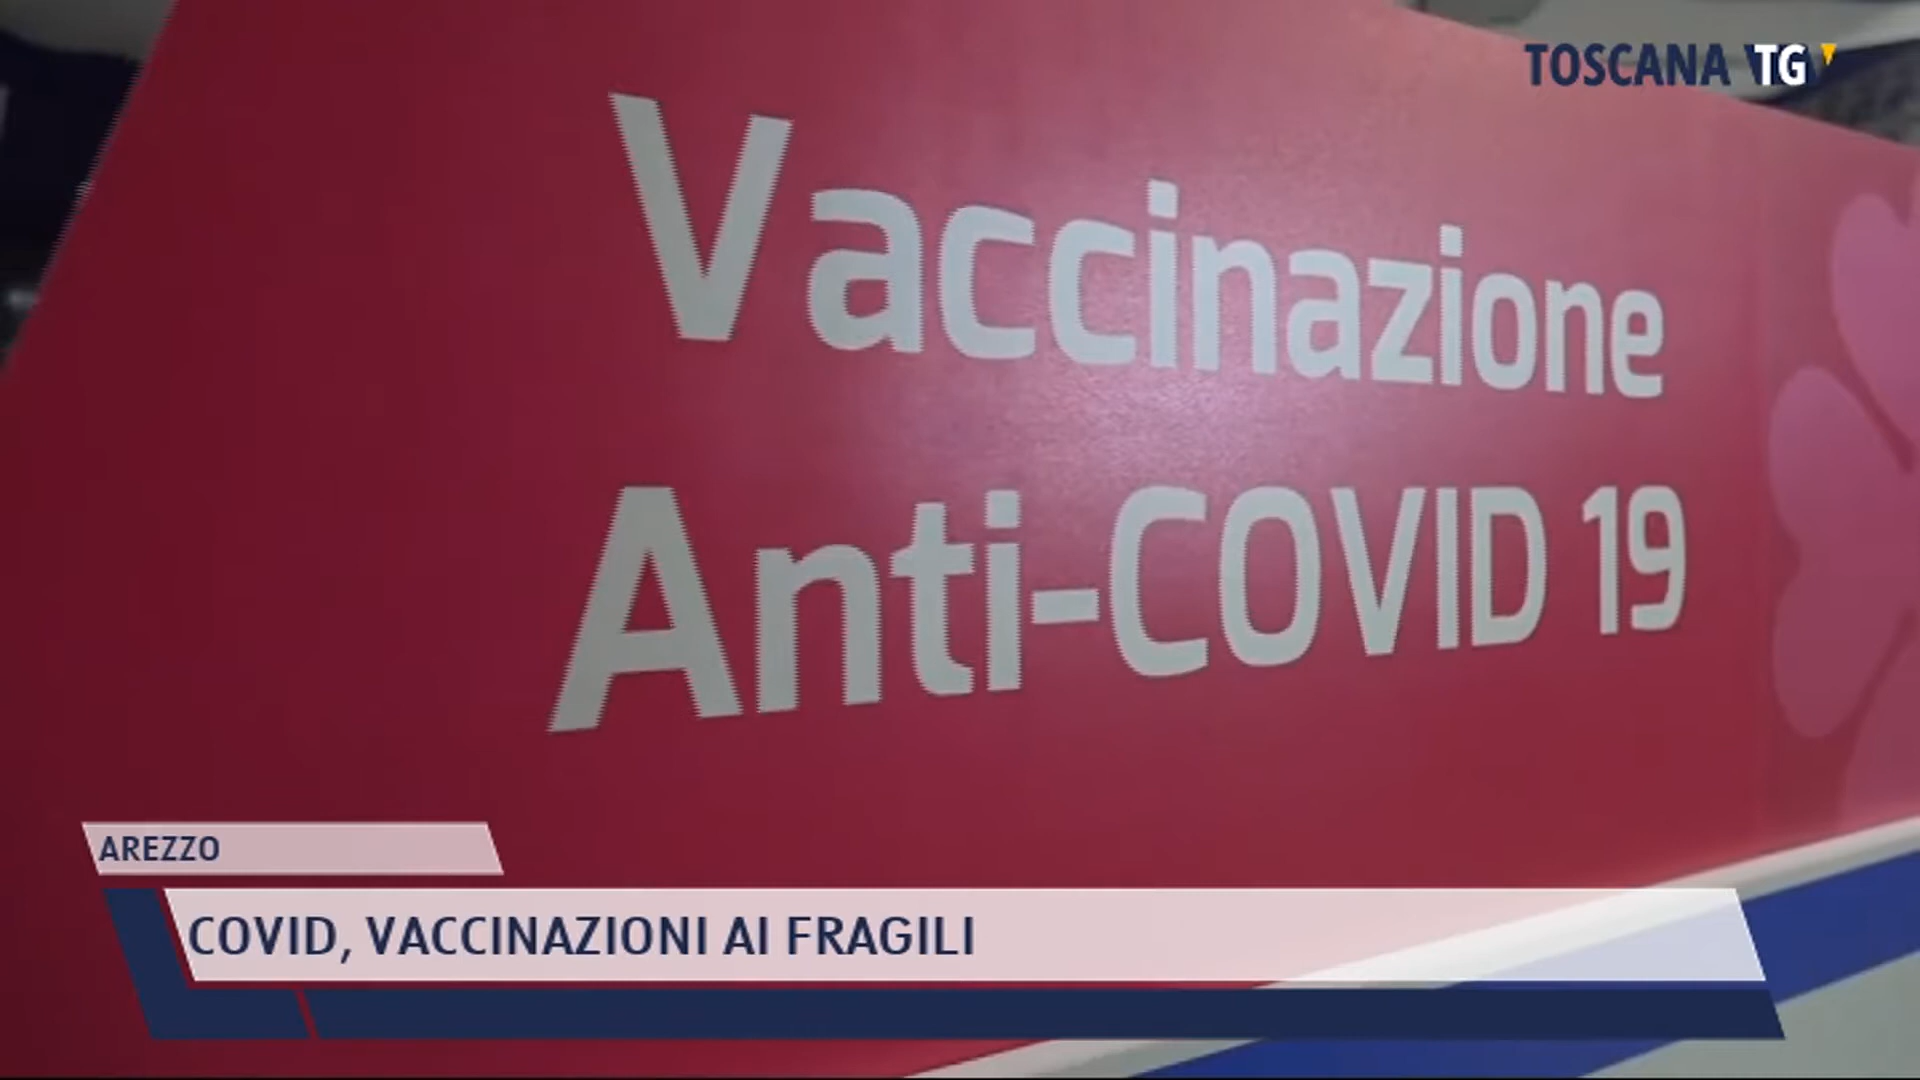 TOSCANA TG
Vaccinazione
Anti-COVID 19
AREZZO
COVID, VACCINAZIONI AI FRAGILI